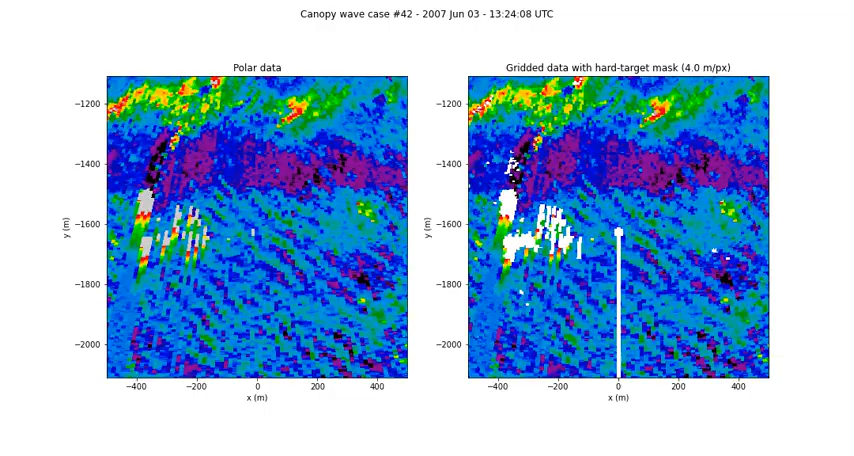 Canopy wave case #42 - 2007 Jun 03 - 13:24:08 UTC
Polar data
Gridded data with hard-target mask (4.0 m/px)
−1200
−1400
−1600
−1800
−2000
y (m)
−400
−200
0
200
400
x (m)
−1200
−1400
−1600
−1800
−2000
y (m)
−400
−200
0
200
400
x (m)